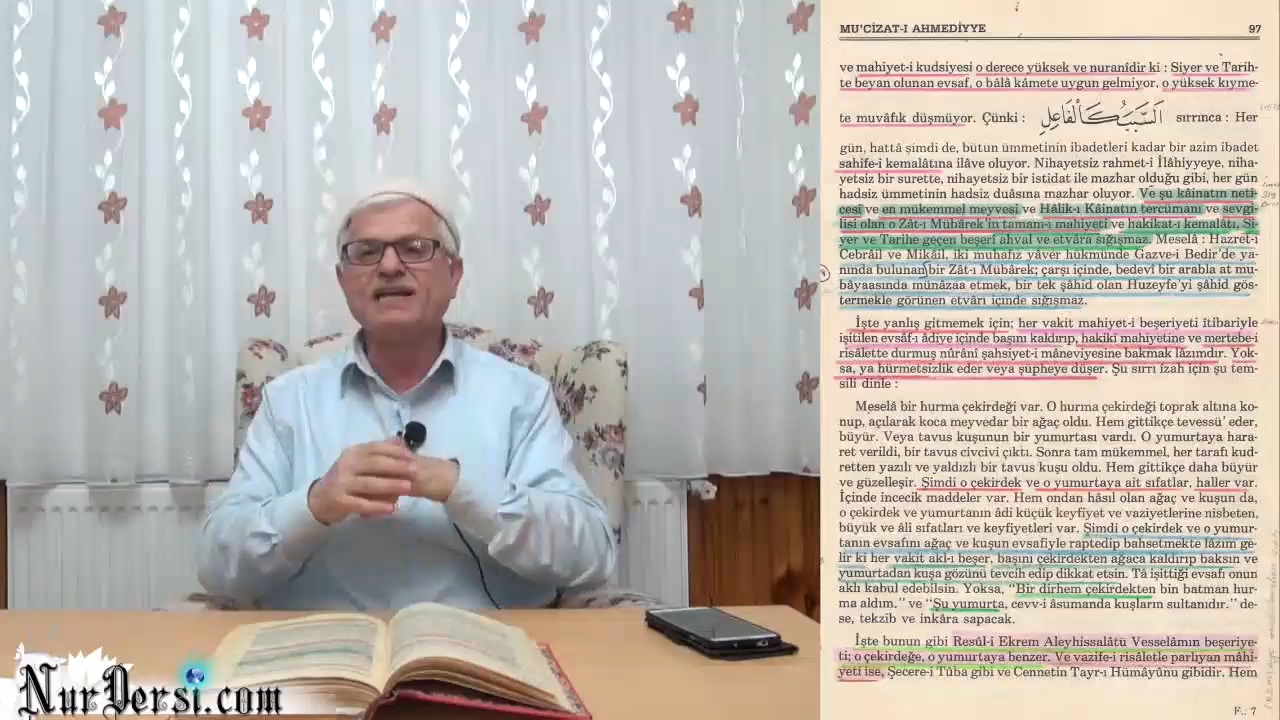 MU'CİZAT-I AHMEDİYYE 97
ve mahiyet-i kudsiyesi o derece yüksek ve nuranîdir ki : Siyer ve Tarih-
te beyan olunan evsaf, o bâlâ kâmete uygun gelmiyor, o yüksek kıyme-
te muvâfık düşmüyor. Çünki : اَلسَّبَبُ كَالْفَاعِلِ sırrınca : Her
gün, hattâ şimdi de, bütün ümmetinin ibadetleri kadar bir azim ibadet
sahîfe-i kemalâtına ilâve oluyor. Nihayetsiz rahmet-i İlâhiyyeye, niha-
yetsiz bir surette, nihayetsiz bir istidat ile mazhar olduğu gibi, her gün
hadsiz ümmetinin hadsiz duâsına mazhar oluyor. Ve şu kâinatın neti-
cesi ve en mükemmel meyvesi ve Hâlik-ı Kâinatın tercümanı ve sevgi-
lisi olan o Zât-ı Mübârek'in tamam-ı mahiyeti ve hakikat-ı kemalâtı, Si-
yer ve Tarihe geçen beşerî ahval ve etvâra sığışmaz. Meselâ : Hazret-i
Cebrâil ve Mikâil, iki muhafız yâver hükmünde Gazve-i Bedir'de ya-
nında bulunan bir Zât-ı Mübârek; çarşı içinde, bedevî bir arabla at mu-
bâyaasında münâzaa etmek, bir tek şâhid olan Huzeyfe'yi şâhid gös-
termekle görünen etvârı içinde sığışmaz.
İşte yanlış gitmemek için; her vakit mahiyet-i beşeriyeti itibariyle
işitilen evsâf-ı âdiye içinde başını kaldırıp, hakikî mahiyetine ve mertebe-i
risâlette durmuş nûrâni şahsiyet-i mâneviyesine bakmak lâzımdır. Yok-
sa, ya hürmetsizlik eder veya şüpheye düşer. Şu sırrı izah için şu tem-
sili dinle :
Meselâ bir hurma çekirdeği var. O hurma çekirdeği toprak altına ko-
nup, açılarak koca meyvedar bir ağaç oldu. Hem gittikçe tevessü' eder,
büyür. Veya tavus kuşunun bir yumurtası vardı. O yumurtaya hara-
ret verildi, bir tavus civcivi çıktı. Sonra tam mükemmel, her tarafı kud-
retten yazılı ve yaldızlı bir tavus kuşu oldu. Hem gittikçe daha büyür
ve güzelleşir. Şimdi o çekirdek ve o yumurtaya ait sıfatlar, haller var.
İçinde incecik maddeler var. Hem ondan hâsıl olan ağaç ve kuşun da,
o çekirdek ve yumurtanın âdi küçük keyfiyet ve vaziyetlerine nisbeten,
büyük ve âli sıfatları ve keyfiyetleri var. Şimdi o çekirdek ve o yumur-
tanın evsafını ağaç ve kuşun evsafiyle raptedip bahsetmekte lâzım ge-
lir ki her vakit akl-ı beşer, başını çekirdekten ağaca kaldırıp baksın ve
yumurtadan kuşa gözünü tevcih edip dikkat etsin. Tâ işittiği evsafı onun
aklı kabul edebilsin. Yoksa, "Bir dirhem çekirdekten bin batman hur-
ma aldım." ve "Şu yumurta, cevv-i âsumanda kuşların sultanıdır." de-
se, tekzib ve inkâra sapacak.
İşte bunun gibi Resûl-i Ekrem Aleyhissalâtü Vesselâmın beşeriye-
ti; o çekirdeğe, o yumurtaya benzer. Ve vazife-i risâletle parlıyan mâhi-
yeti ise, Şecere-i Tûba gibi ve Cennetin Tayr-ı Hümâyûnu gibidir. Hem
F.: 7
NurDersi.com